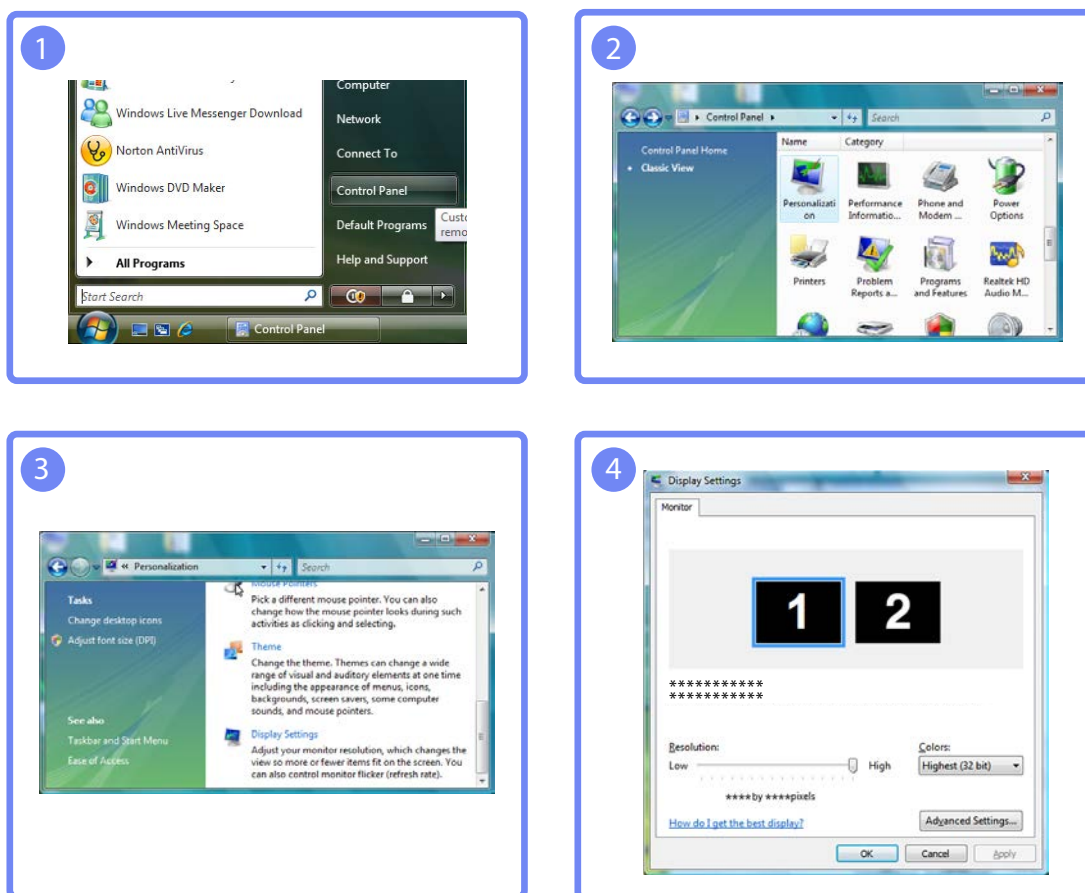 1
Computer
Windows Live Messenger Download
Network
Norton AntiVirus
Connect To
Windows DVD Maker
Control Panel
Windows Meeting Space
Default Programs
All Programs
Help and Support
Start Search
Control Panel
2
Control Panel
Search
Control Panel Home
Classic View
Name Category
Personalizati
on
Performance
Informatio...
Phone and
Modem ...
Power
Options
Printers
Problem
Reports a...
Programs
and Features
Realtek HD
Audio M...
3
« Personalization
Search
Tasks
Change desktop icons
Adjust font size (DPI)
See also
Taskbar and Start Menu
Ease of Access
Mouse Pointers
Pick a different mouse pointer. You can also
change how the mouse pointer looks during such
activities as clicking and selecting.
Theme
Change the theme. Themes can change a wide
range of visual and auditory elements at one time
including the appearance of menus, icons,
backgrounds, screen savers, some computer
sounds, and mouse pointers.
Display Settings
Adjust your monitor resolution, which changes the
view so more or fewer items fit on the screen. You
can also control monitor flicker (refresh rate).
4
Display Settings
Monitor
1 2
***********
***********
Resolution:
Low High
****by ****pixels
Colors:
Highest (32 bit)
How do I get the best display?
Advanced Settings...
OK Cancel Apply